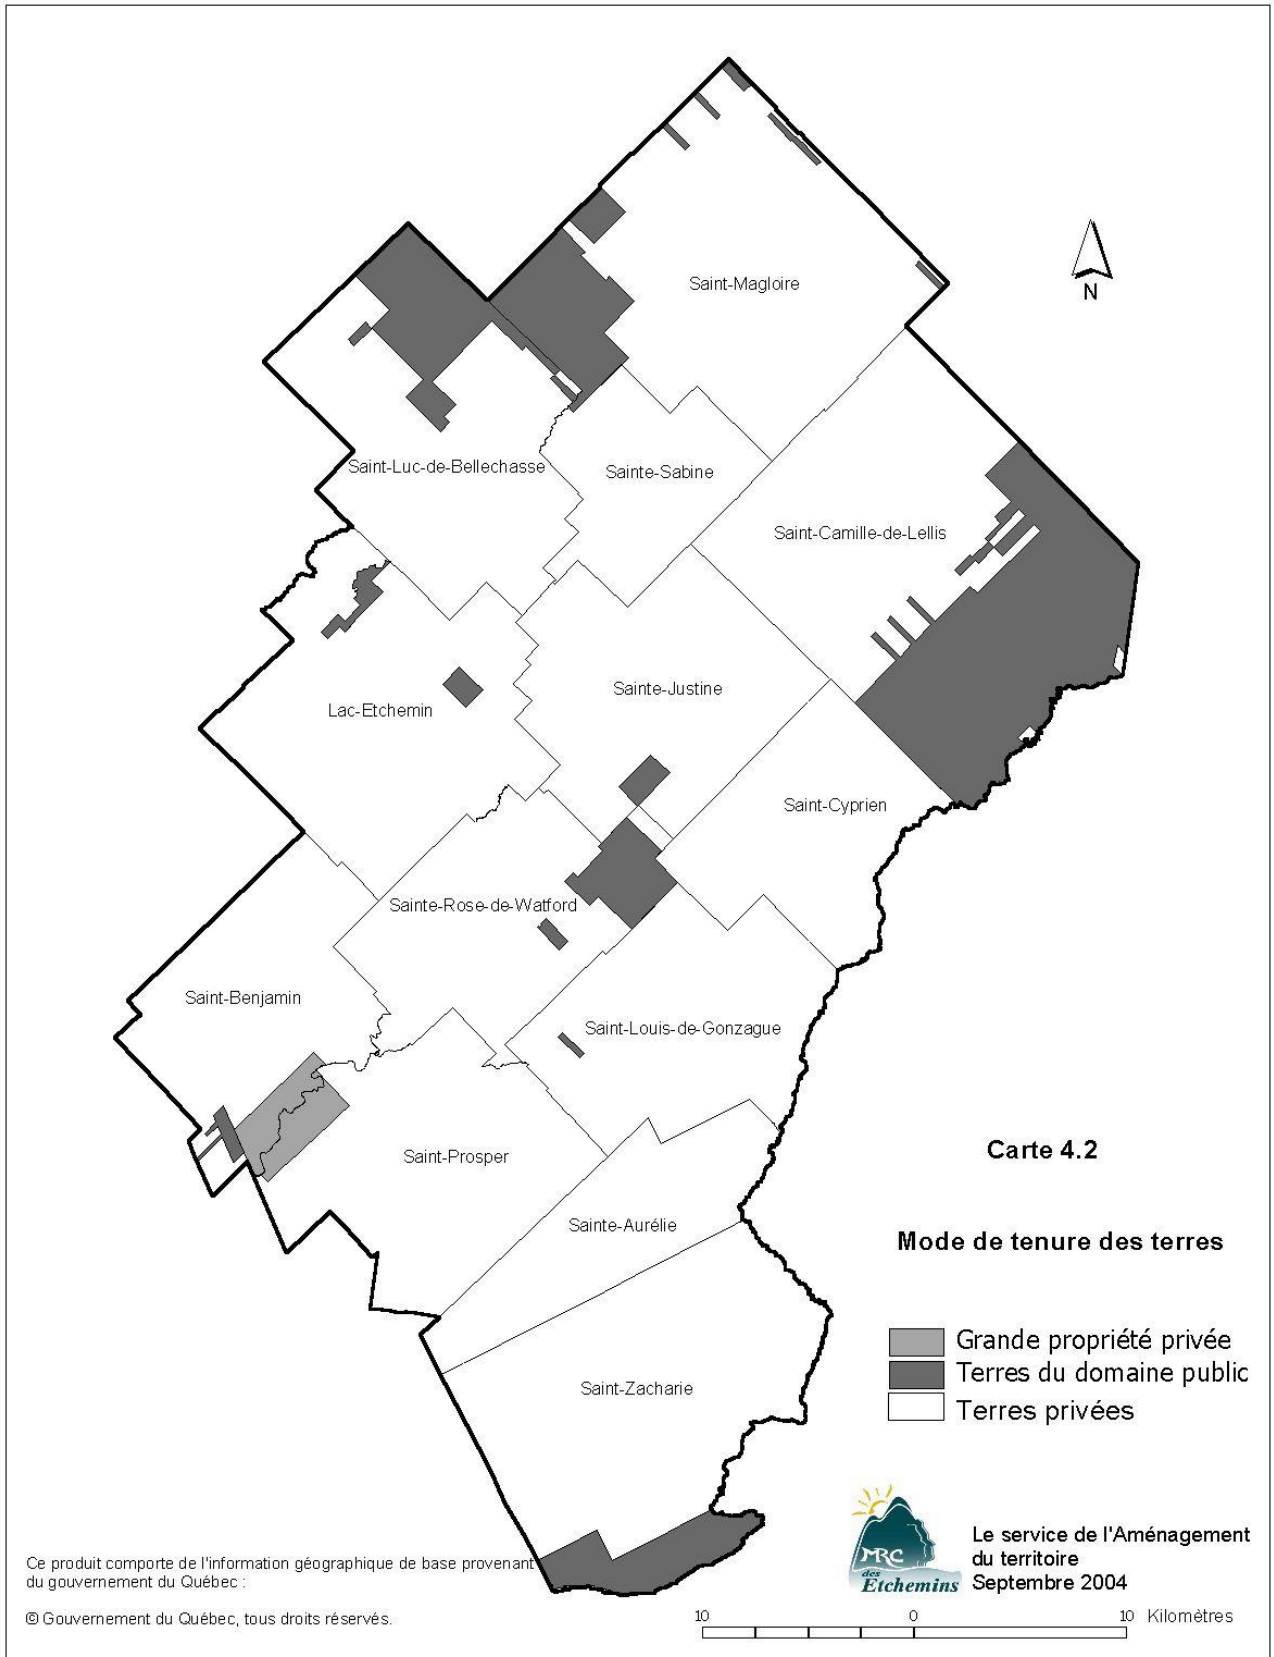 Saint-Magloire
N
Saint-Luc-de-Bellechasse
Sainte-Sabine
Saint-Camille-de-Lellis
Sainte-Justine
Lac-Etchemin
Saint-Cyprien
Sainte-Rose-de-Watford
Saint-Benjamin
Saint-Louis-de-Gonzague
Saint-Prosper
Sainte-Aurélie
Saint-Zacharie
Carte 4.2
Mode de tenure des terres
Grande propriété privée
Terres du domaine public
Terres privées
MRC
des
Etchemins
Le service de l'Aménagement
du territoire
Septembre 2004
Ce produit comporte de l'information géographique de base provenant
du gouvernement du Québec :
© Gouvernement du Québec, tous droits réservés.
10 0 10 Kilomètres